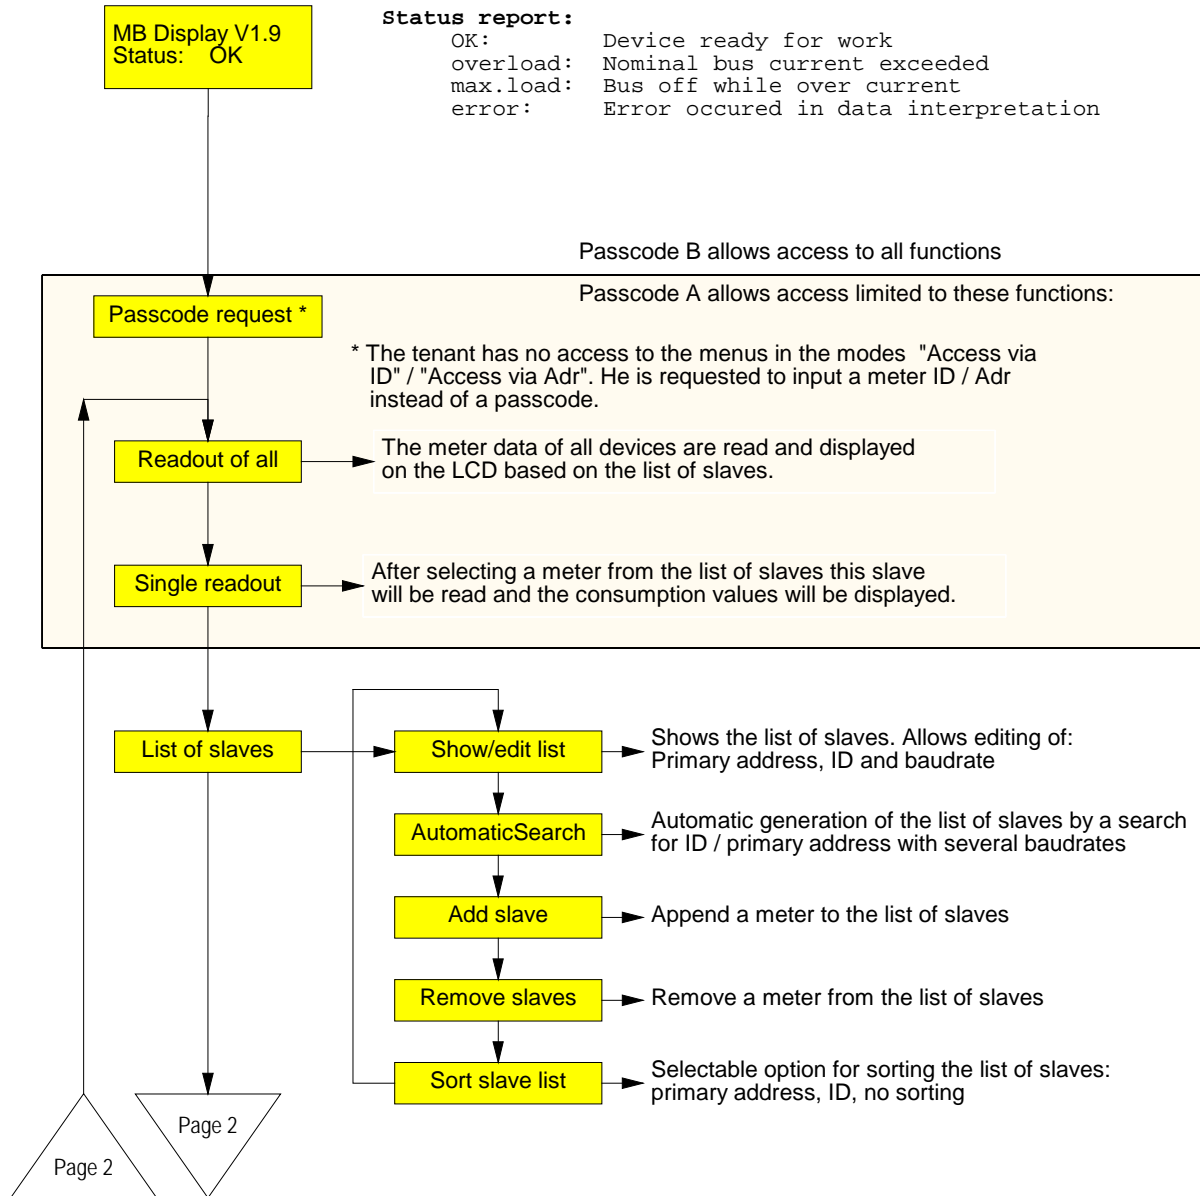 MB Display V1.9
Status: OK
Status report:
OK: Device ready for work
overload: Nominal bus current exceeded
max.load: Bus off while over current
error: Error occured in data interpretation
Passcode B allows access to all functions
Passcode A allows access limited to these functions:
Passcode request *
* The tenant has no access to the menus in the modes "Access via
ID" / "Access via Adr". He is requested to input a meter ID / Adr
instead of a passcode.
Readout of all
The meter data of all devices are read and displayed
on the LCD based on the list of slaves.
Single readout
After selecting a meter from the list of slaves this slave
will be read and the consumption values will be displayed.
List of slaves
Show/edit list
Shows the list of slaves. Allows editing of:
Primary address, ID and baudrate
AutomaticSearch
Automatic generation of the list of slaves by a search
for ID / primary address with several baudrates
Add slave
Append a meter to the list of slaves
Remove slaves
Remove a meter from the list of slaves
Sort slave list
Selectable option for sorting the list of slaves:
primary address, ID, no sorting
Page 2
Page 2